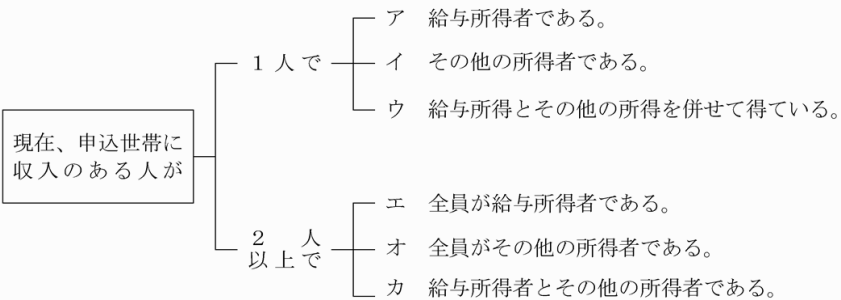 現在、申込世帯に
収入のある人が
1人で
ア 給与所得者である。
イ その他の所得者である。
ウ 給与所得とその他の所得を併せて得ている。
2人
以上で
エ 全員が給与所得者である。
オ 全員がその他の所得者である。
カ 給与所得者とその他の所得者である。